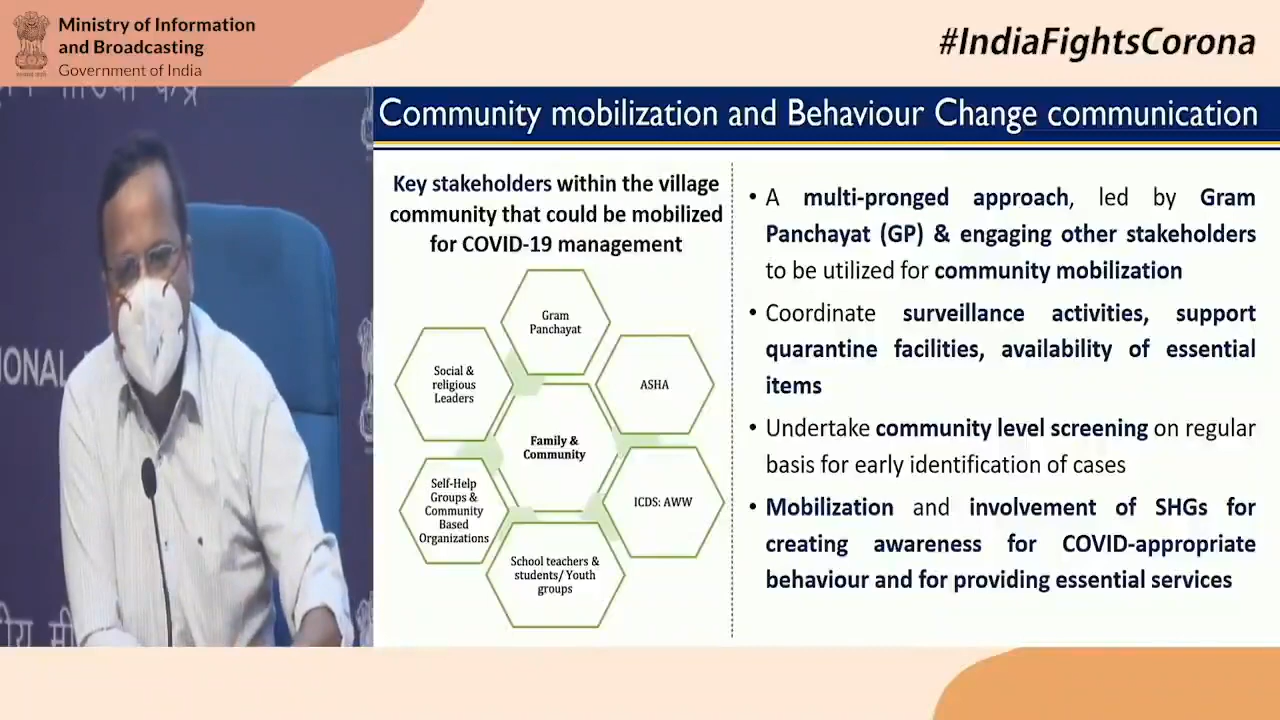 Ministry of Information
and Broadcasting
Government of India
#IndiaFightsCorona
Community mobilization and Behaviour Change communication
Key stakeholders within the village
community that could be mobilized
for COVID-19 management
Gram
Panchayat
Social &
religious
Leaders
ASHA
Family &
Community
Self-Help
Groups &
Community
Based
Organizations
ICDS: AWW
School teachers &
students/ Youth
groups
• A multi-pronged approach, led by Gram
Panchayat (GP) & engaging other stakeholders
to be utilized for community mobilization
• Coordinate surveillance activities, support
quarantine facilities, availability of essential
items
• Undertake community level screening on regular
basis for early identification of cases
• Mobilization and involvement of SHGs for
creating awareness for COVID-appropriate
behaviour and for providing essential services